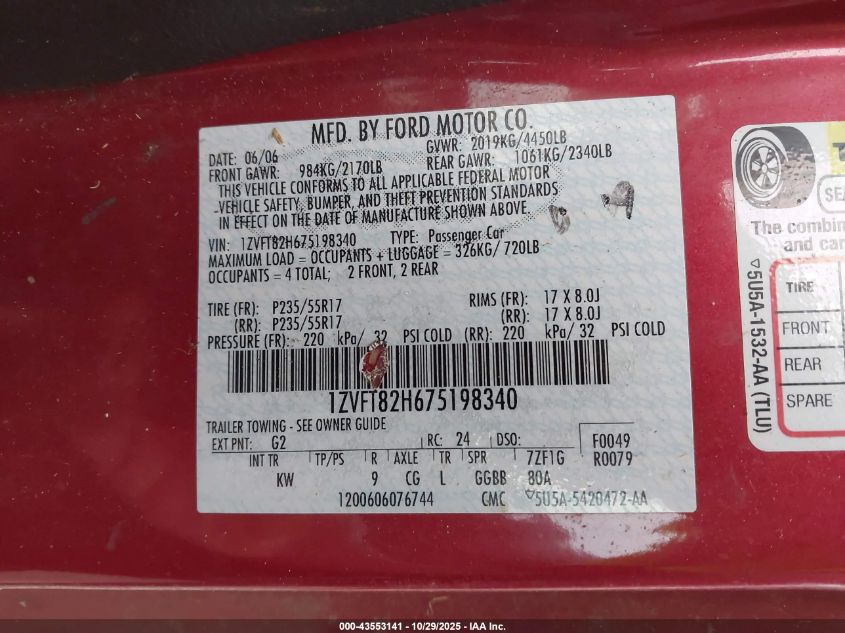 MFD. BY FORD MOTOR CO.
DATE: 06/06 GVWR: 2019KG/4450LB
FRONT GAWR: 984KG/2170LB REAR GAWR: 1061KG/2340LB
THIS VEHICLE CONFORMS TO ALL APPLICABLE FEDERAL MOTOR
VEHICLE SAFETY, BUMPER, AND THEFT PREVENTION STANDARDS
IN EFFECT ON THE DATE OF MANUFACTURE SHOWN ABOVE.
VIN: 1ZVFT82H675198340 TYPE: Passenger Car
MAXIMUM LOAD = OCCUPANTS + LUGGAGE = 326KG/ 720LB
OCCUPANTS = 4 TOTAL; 2 FRONT, 2 REAR
TIRE (FR): P235/55R17 RIMS (FR): 17 X 8.0J
(RR): P235/55R17 (RR): 17 X 8.0J
PRESSURE (FR): 220 kPa/ 32 PSI COLD (RR): 220 kPa/ 32 PSI COLD
1ZVFT82H675198340
TRAILER TOWING - SEE OWNER GUIDE
EXT PNT: G2 RC: 24 DSO: F0049
INT TR TP/PS R AXLE TR SPR 7ZF1G R0079
KW 9 CG L GGBB 80A
1200606076744 CMC ▽5U5A-5420472-AA
The combin
and car
TIRE
FRONT
REAR
SPARE
▽5U5A-1532-AA (TLU)
000-43553141 - 10/29/2025 - IAA Inc.